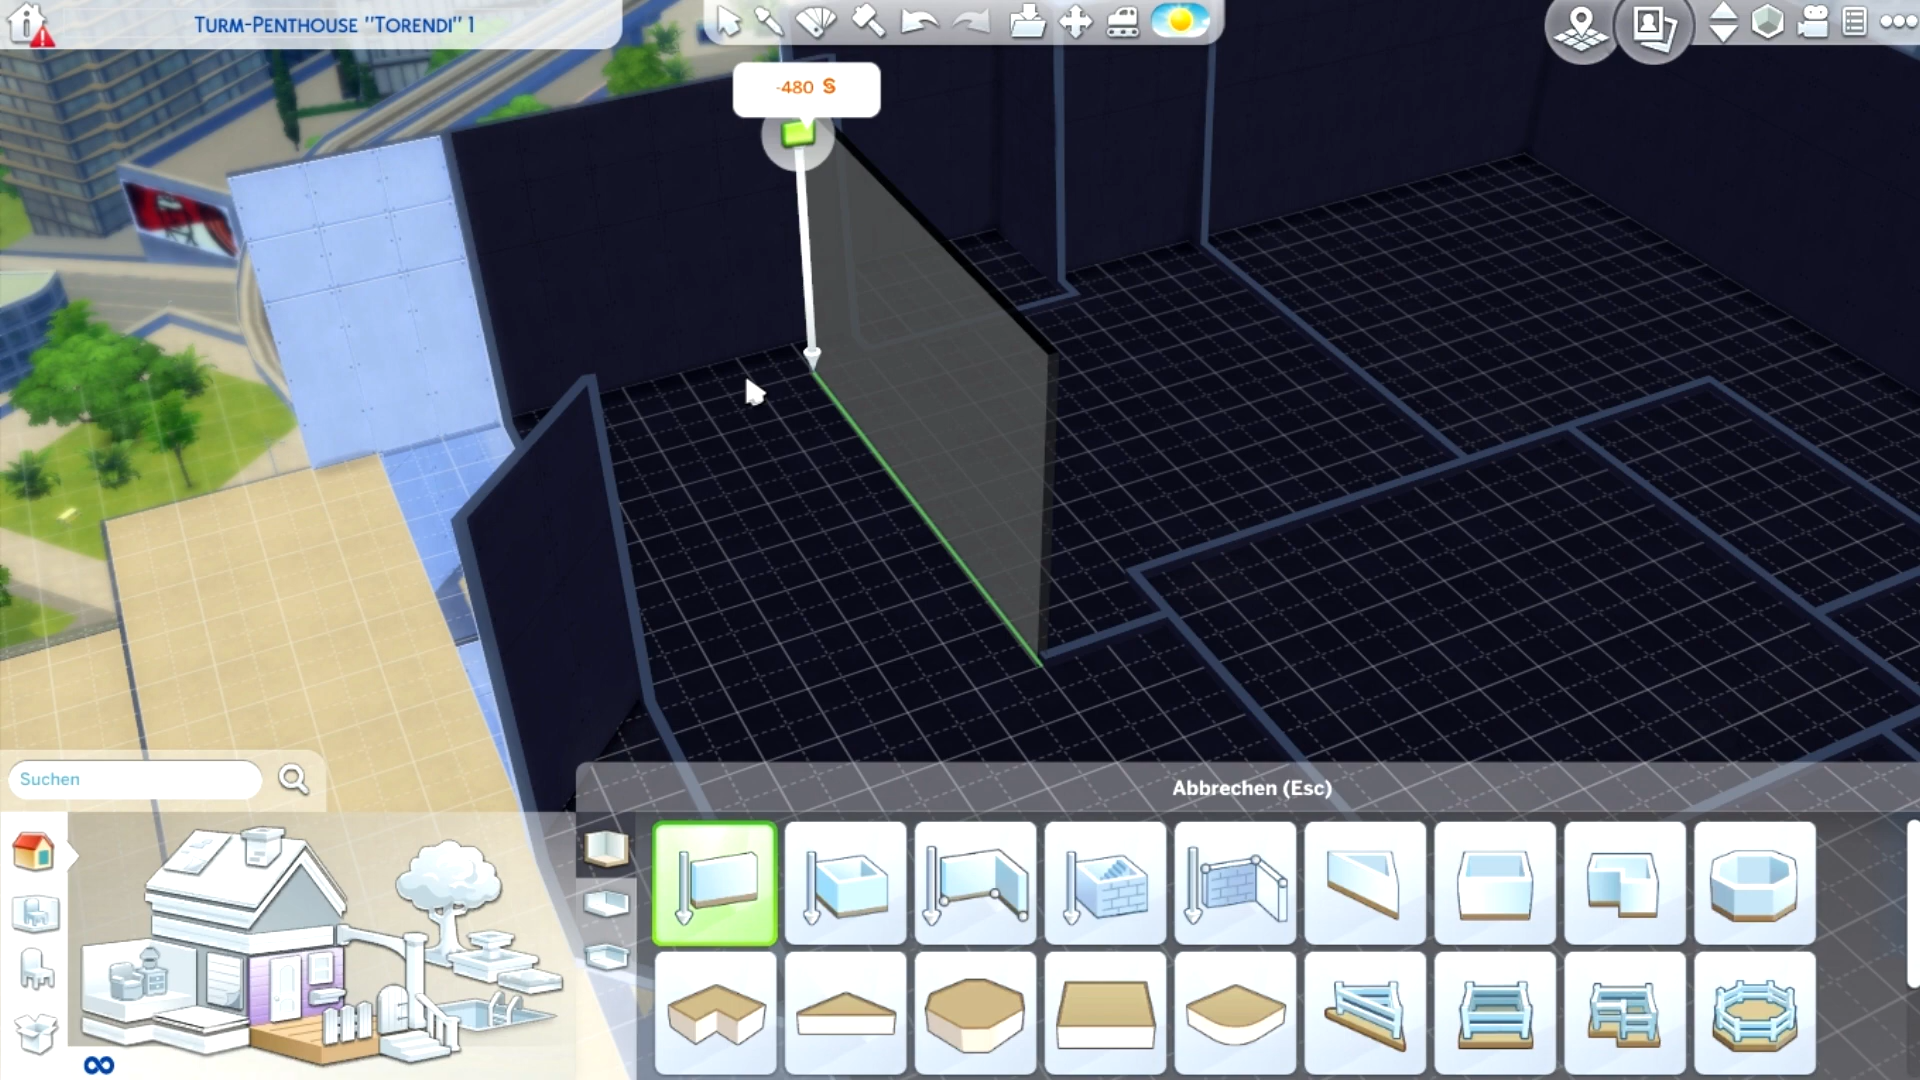 Turm-Penthouse "Torendi" 1
-480 $
Suchen
Abbrechen (Esc)